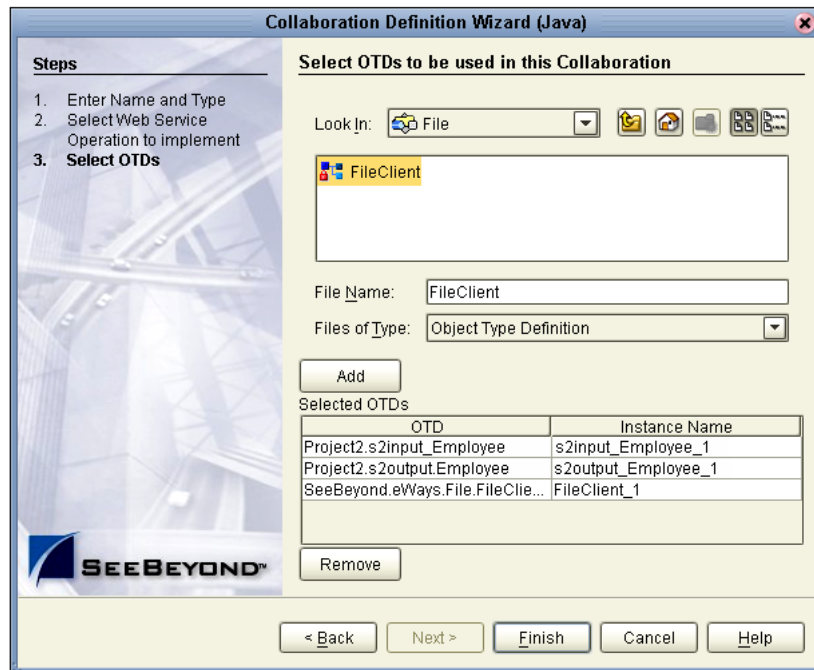 Collaboration Definition Wizard (Java)
Steps
1. Enter Name and Type
2. Select Web Service
Operation to implement
3. Select OTDs
SEEBEYOND™
Select OTDs to be used in this Collaboration
Look In: File
FileClient
File Name: FileClient
Files of Type: Object Type Definition
Add
Selected OTDs
OTD Instance Name
Project2.s2input_Employee s2input_Employee_1
Project2.s2output.Employee s2output_Employee_1
SeeBeyond.eWays.File.FileClie... FileClient_1
Remove
< Back Next > Finish Cancel Help